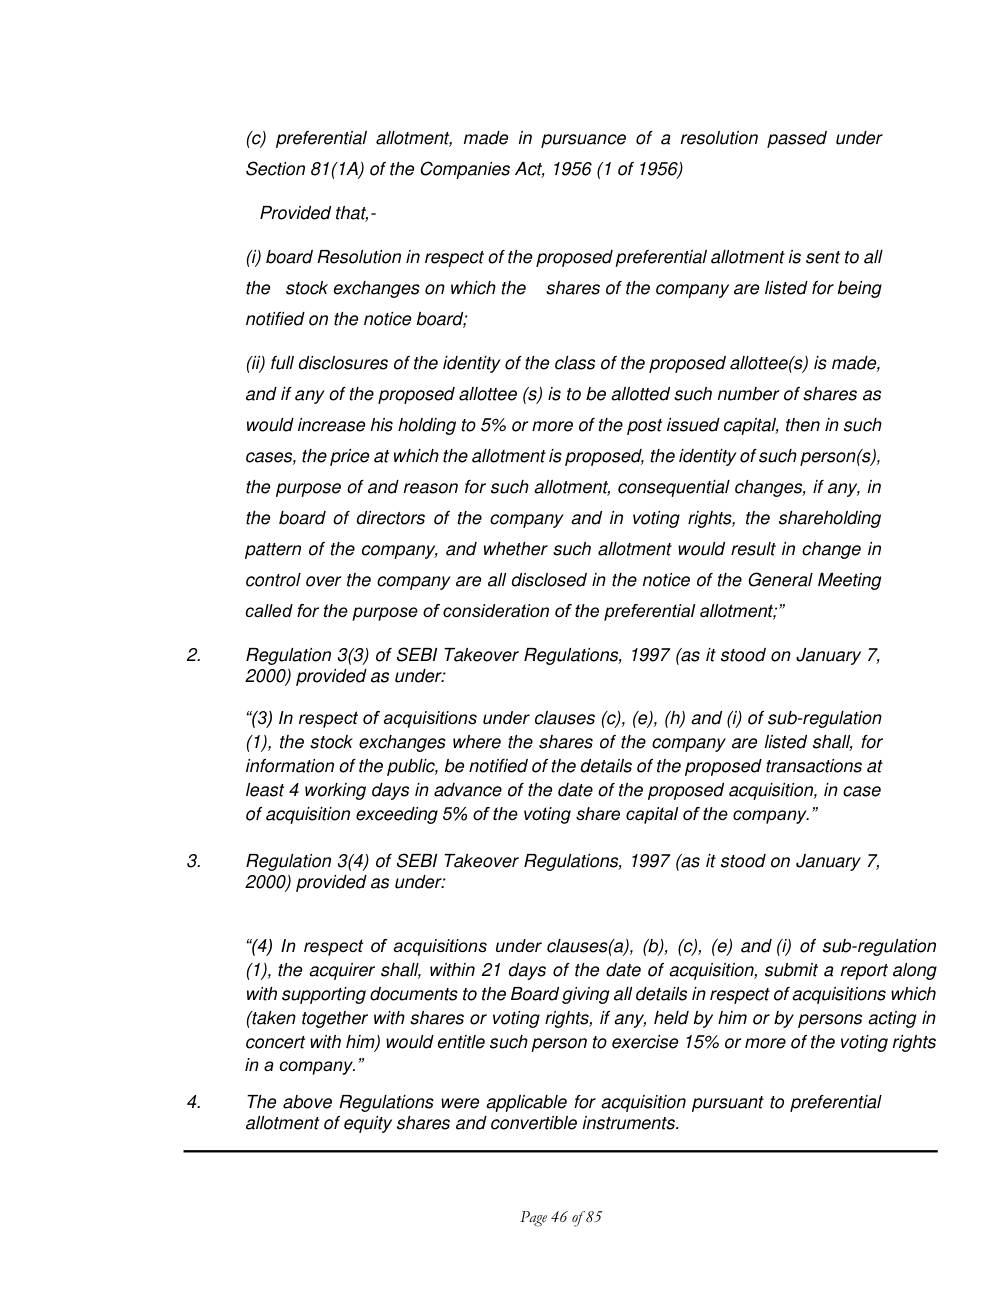 (c) preferential allotment, made in pursuance of a resolution passed under
Section 81(1A) of the Companies Act, 1956 (1 of 1956)
Provided that,-
(i) board Resolution in respect of the proposed preferential allotment is sent to all
the stock exchanges on which the shares of the company are listed for being
notified on the notice board;
(ii) full disclosures of the identity of the class of the proposed allottee(s) is made,
and if any of the proposed allottee (s) is to be allotted such number of shares as
would increase his holding to 5% or more of the post issued capital, then in such
cases, the price at which the allotment is proposed, the identity of such person(s),
the purpose of and reason for such allotment, consequential changes, if any, in
the board of directors of the company and in voting rights, the shareholding
pattern of the company, and whether such allotment would result in change in
control over the company are all disclosed in the notice of the General Meeting
called for the purpose of consideration of the preferential allotment;”
2. Regulation 3(3) of SEBI Takeover Regulations, 1997 (as it stood on January 7,
2000) provided as under:
“(3) In respect of acquisitions under clauses (c), (e), (h) and (i) of sub-regulation
(1), the stock exchanges where the shares of the company are listed shall, for
information of the public, be notified of the details of the proposed transactions at
least 4 working days in advance of the date of the proposed acquisition, in case
of acquisition exceeding 5% of the voting share capital of the company.”
3. Regulation 3(4) of SEBI Takeover Regulations, 1997 (as it stood on January 7,
2000) provided as under:
“(4) In respect of acquisitions under clauses(a), (b), (c), (e) and (i) of sub-regulation
(1), the acquirer shall, within 21 days of the date of acquisition, submit a report along
with supporting documents to the Board giving all details in respect of acquisitions which
(taken together with shares or voting rights, if any, held by him or by persons acting in
concert with him) would entitle such person to exercise 15% or more of the voting rights
in a company.”
4. The above Regulations were applicable for acquisition pursuant to preferential
allotment of equity shares and convertible instruments.
Page 46 of 85